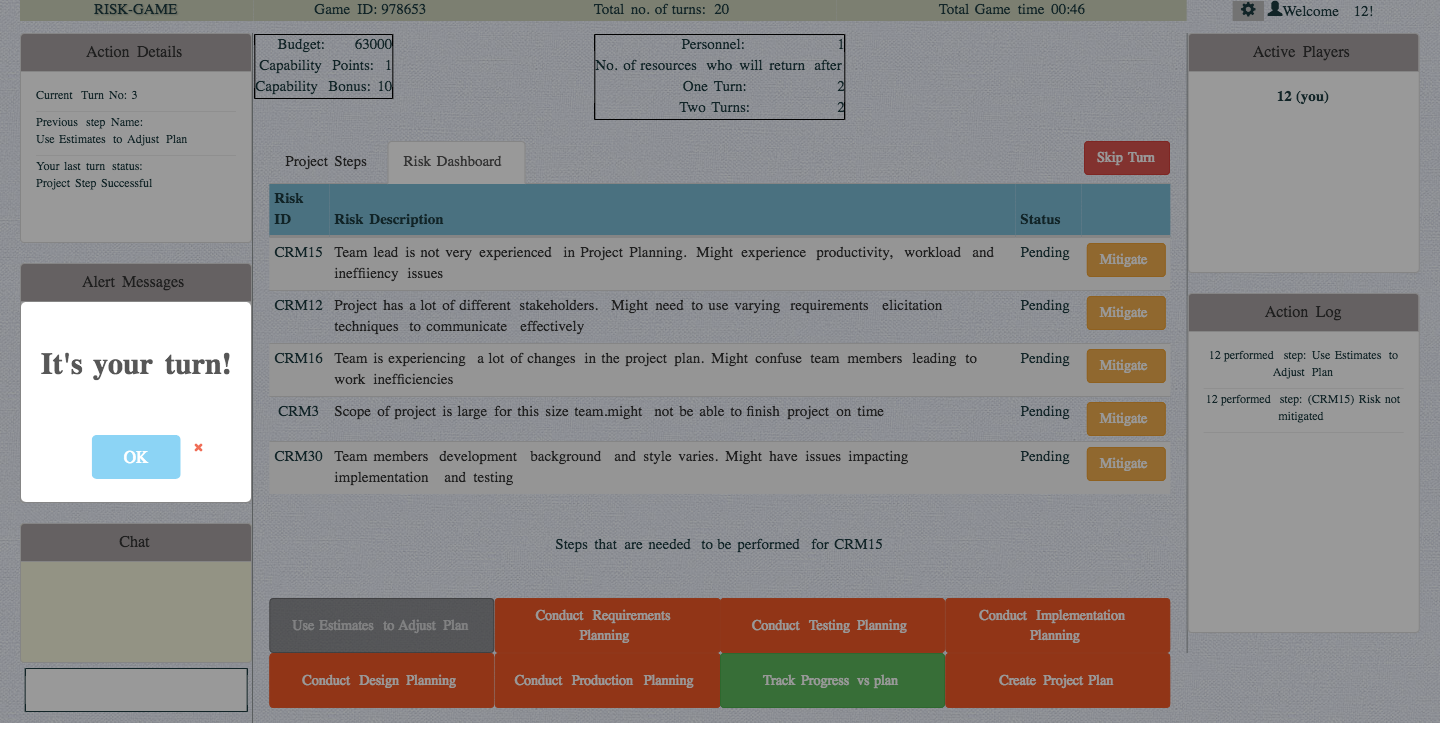 RISK-GAME
Game ID: 978653
Total no. of turns: 20
Total Game time 00:46
Welcome 12!
Action Details
Current Turn No: 3
Previous step Name:
Use Estimates to Adjust Plan
Your last turn status:
Project Step Successful
Alert Messages
It's your turn!
OK
Chat
Budget: 63000
Capability Points: 1
Capability Bonus: 10
Personnel: 1
No. of resources who will return after
One Turn: 2
Two Turns: 2
Project Steps
Risk Dashboard
Skip Turn
Risk
ID
Risk Description
Status
CRM15
Team lead is not very experienced in Project Planning. Might experience productivity, workload and
ineffiiency issues
Pending
Mitigate
CRM12
Project has a lot of different stakeholders. Might need to use varying requirements elicitation
techniques to communicate effectively
Pending
Mitigate
CRM16
Team is experiencing a lot of changes in the project plan. Might confuse team members leading to
work inefficiencies
Pending
Mitigate
CRM3
Scope of project is large for this size team.might not be able to finish project on time
Pending
Mitigate
CRM30
Team members development background and style varies. Might have issues impacting
implementation and testing
Pending
Mitigate
Steps that are needed to be performed for CRM15
Use Estimates to Adjust Plan
Conduct Requirements
Planning
Conduct Testing Planning
Conduct Implementation
Planning
Conduct Design Planning
Conduct Production Planning
Track Progress vs plan
Create Project Plan
Active Players
12 (you)
Action Log
12 performed step: Use Estimates to
Adjust Plan
12 performed step: (CRM15) Risk not
mitigated